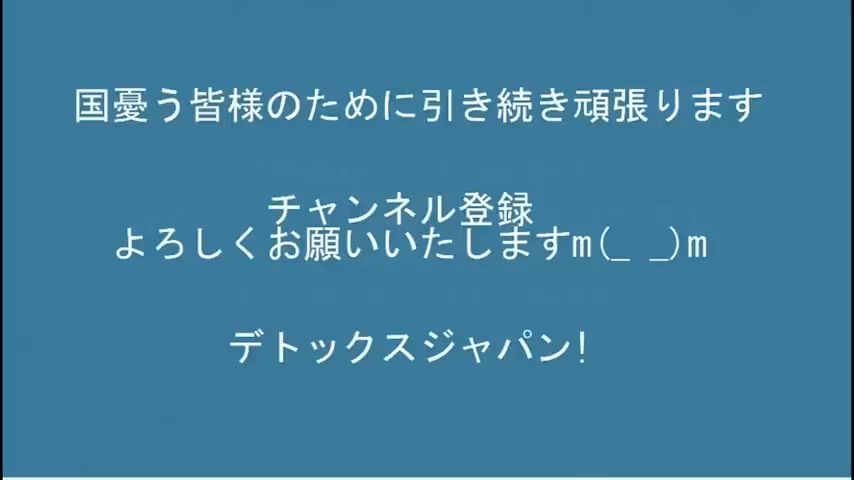 国憂う皆様のために引き続き頑張ります
チャンネル登録
よろしくお願いいたしますm(_ _)m
デトックスジャパン!